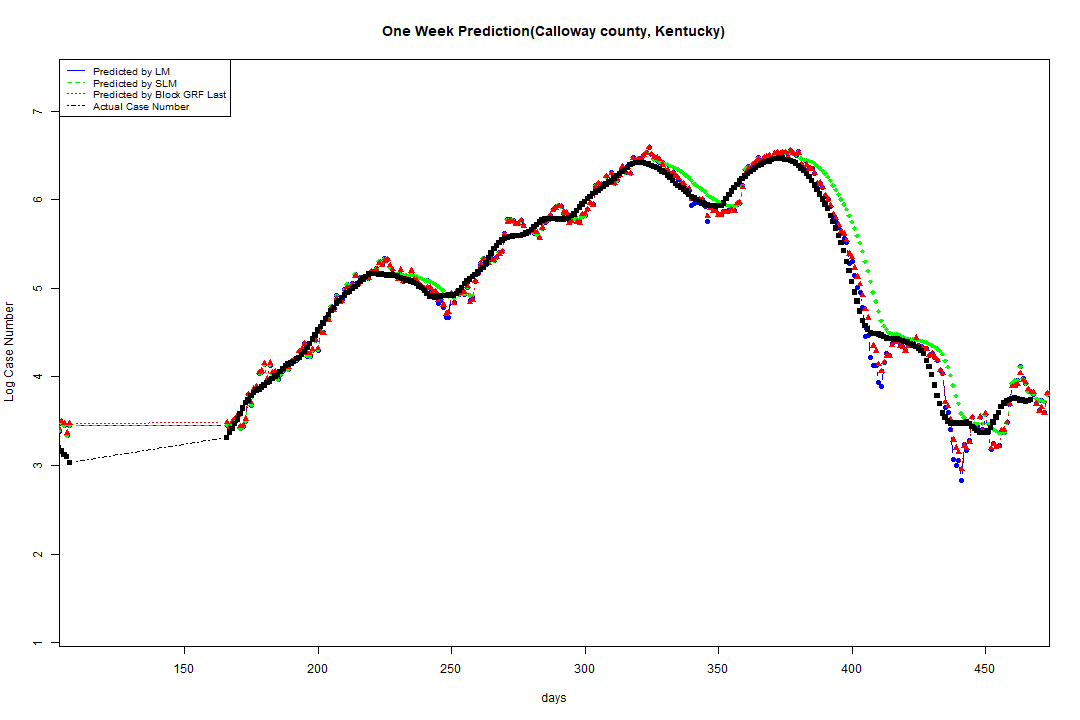 One Week Prediction(Calloway county, Kentucky)
Predicted by LM
Predicted by SLM
Predicted by Block GRF Last
Actual Case Number
Log Case Number
7
6
5
4
3
2
1
150 200 250 300 350 400 450
days